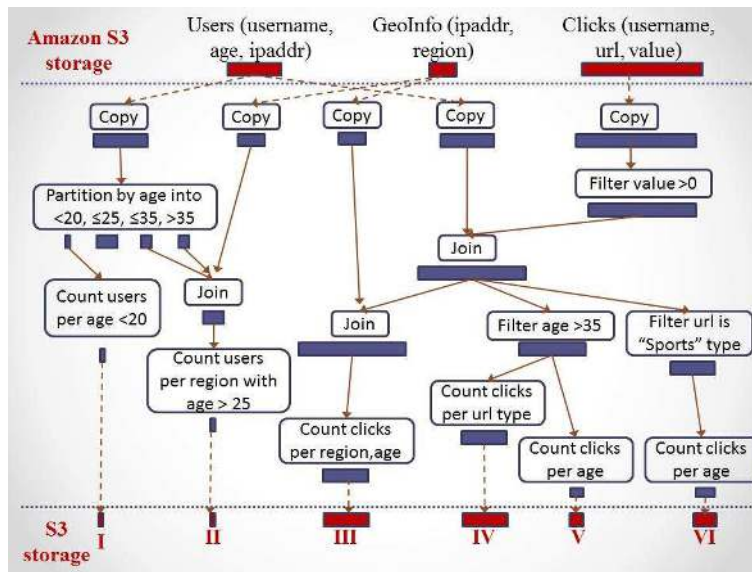 Amazon S3
storage
Users (username,
age, ipaddr)
GeoInfo (ipaddr,
region)
Clicks (username,
url, value)
Copy
Copy
Copy
Copy
Copy
Partition by age into
<20, ≤25, ≤35, >35
Filter value >0
Join
Count users
per age <20
Join
Join
Filter age >35
Filter url is
“Sports” type
Count users
per region with
age > 25
Count clicks
per url type
Count clicks
per region,age
Count clicks
per age
Count clicks
per age
S3
storage
I
II
III
IV
V
VI